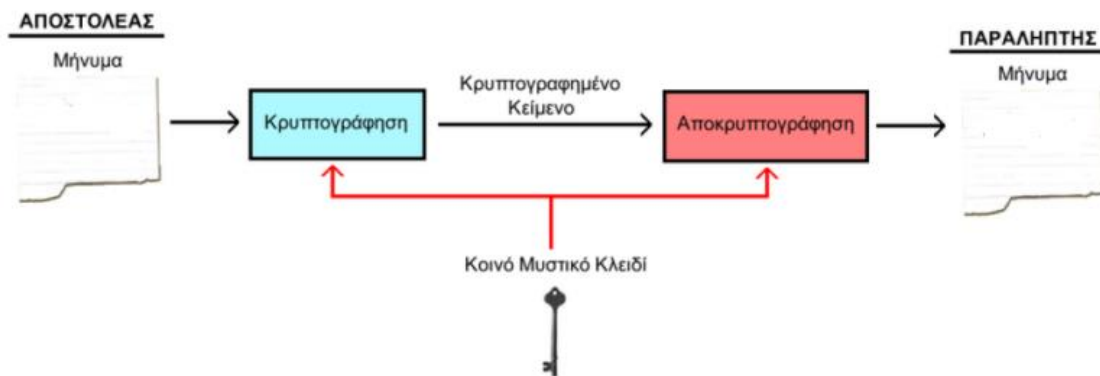 ΑΠΟΣΤΟΛΕΑΣ
Μήνυμα
Κρυπτογράφηση
Κρυπτογραφημένο
Κείμενο
Αποκρυπτογράφηση
ΠΑΡΑΛΗΠΤΗΣ
Μήνυμα
Κοινό Μυστικό Κλειδί